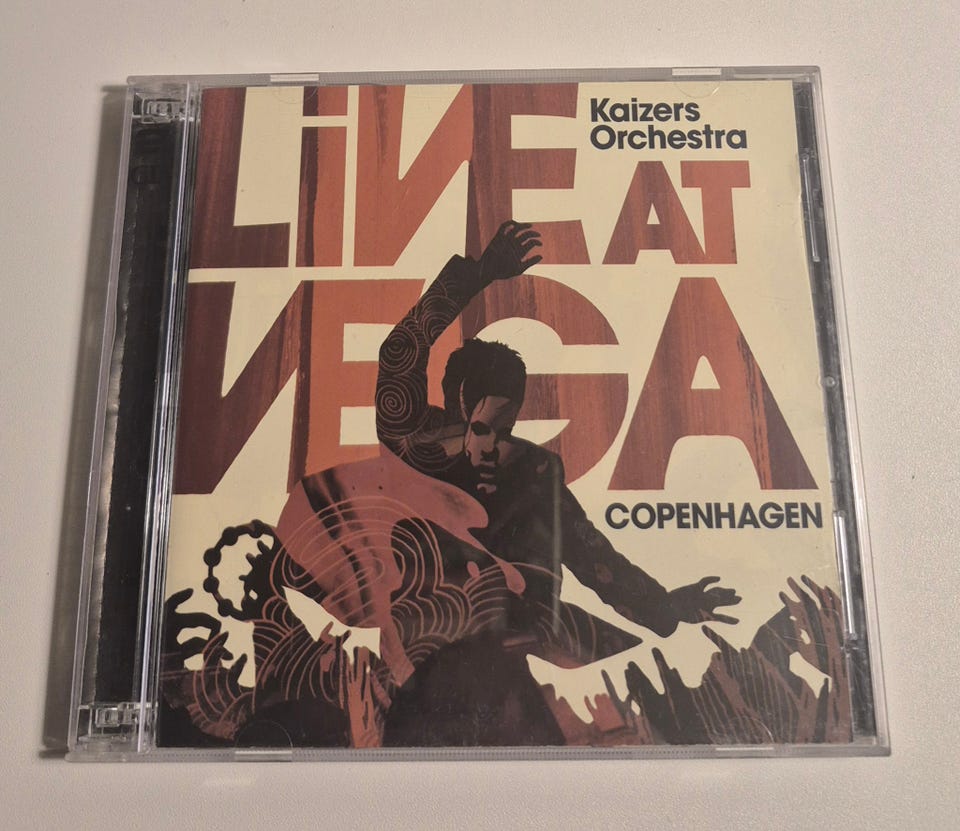 Kaizers
Orchestra
LiVE AT
VEGA
COPENHAGEN